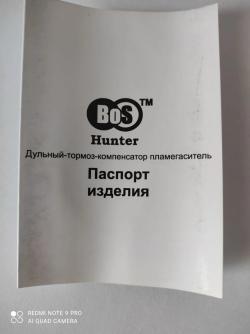 BoS™
Hunter
Дульный-тормоз-компенсатор пламегаситель
Паспорт
изделия
REDMI NOTE 9 PRO
AI QUAD CAMERA